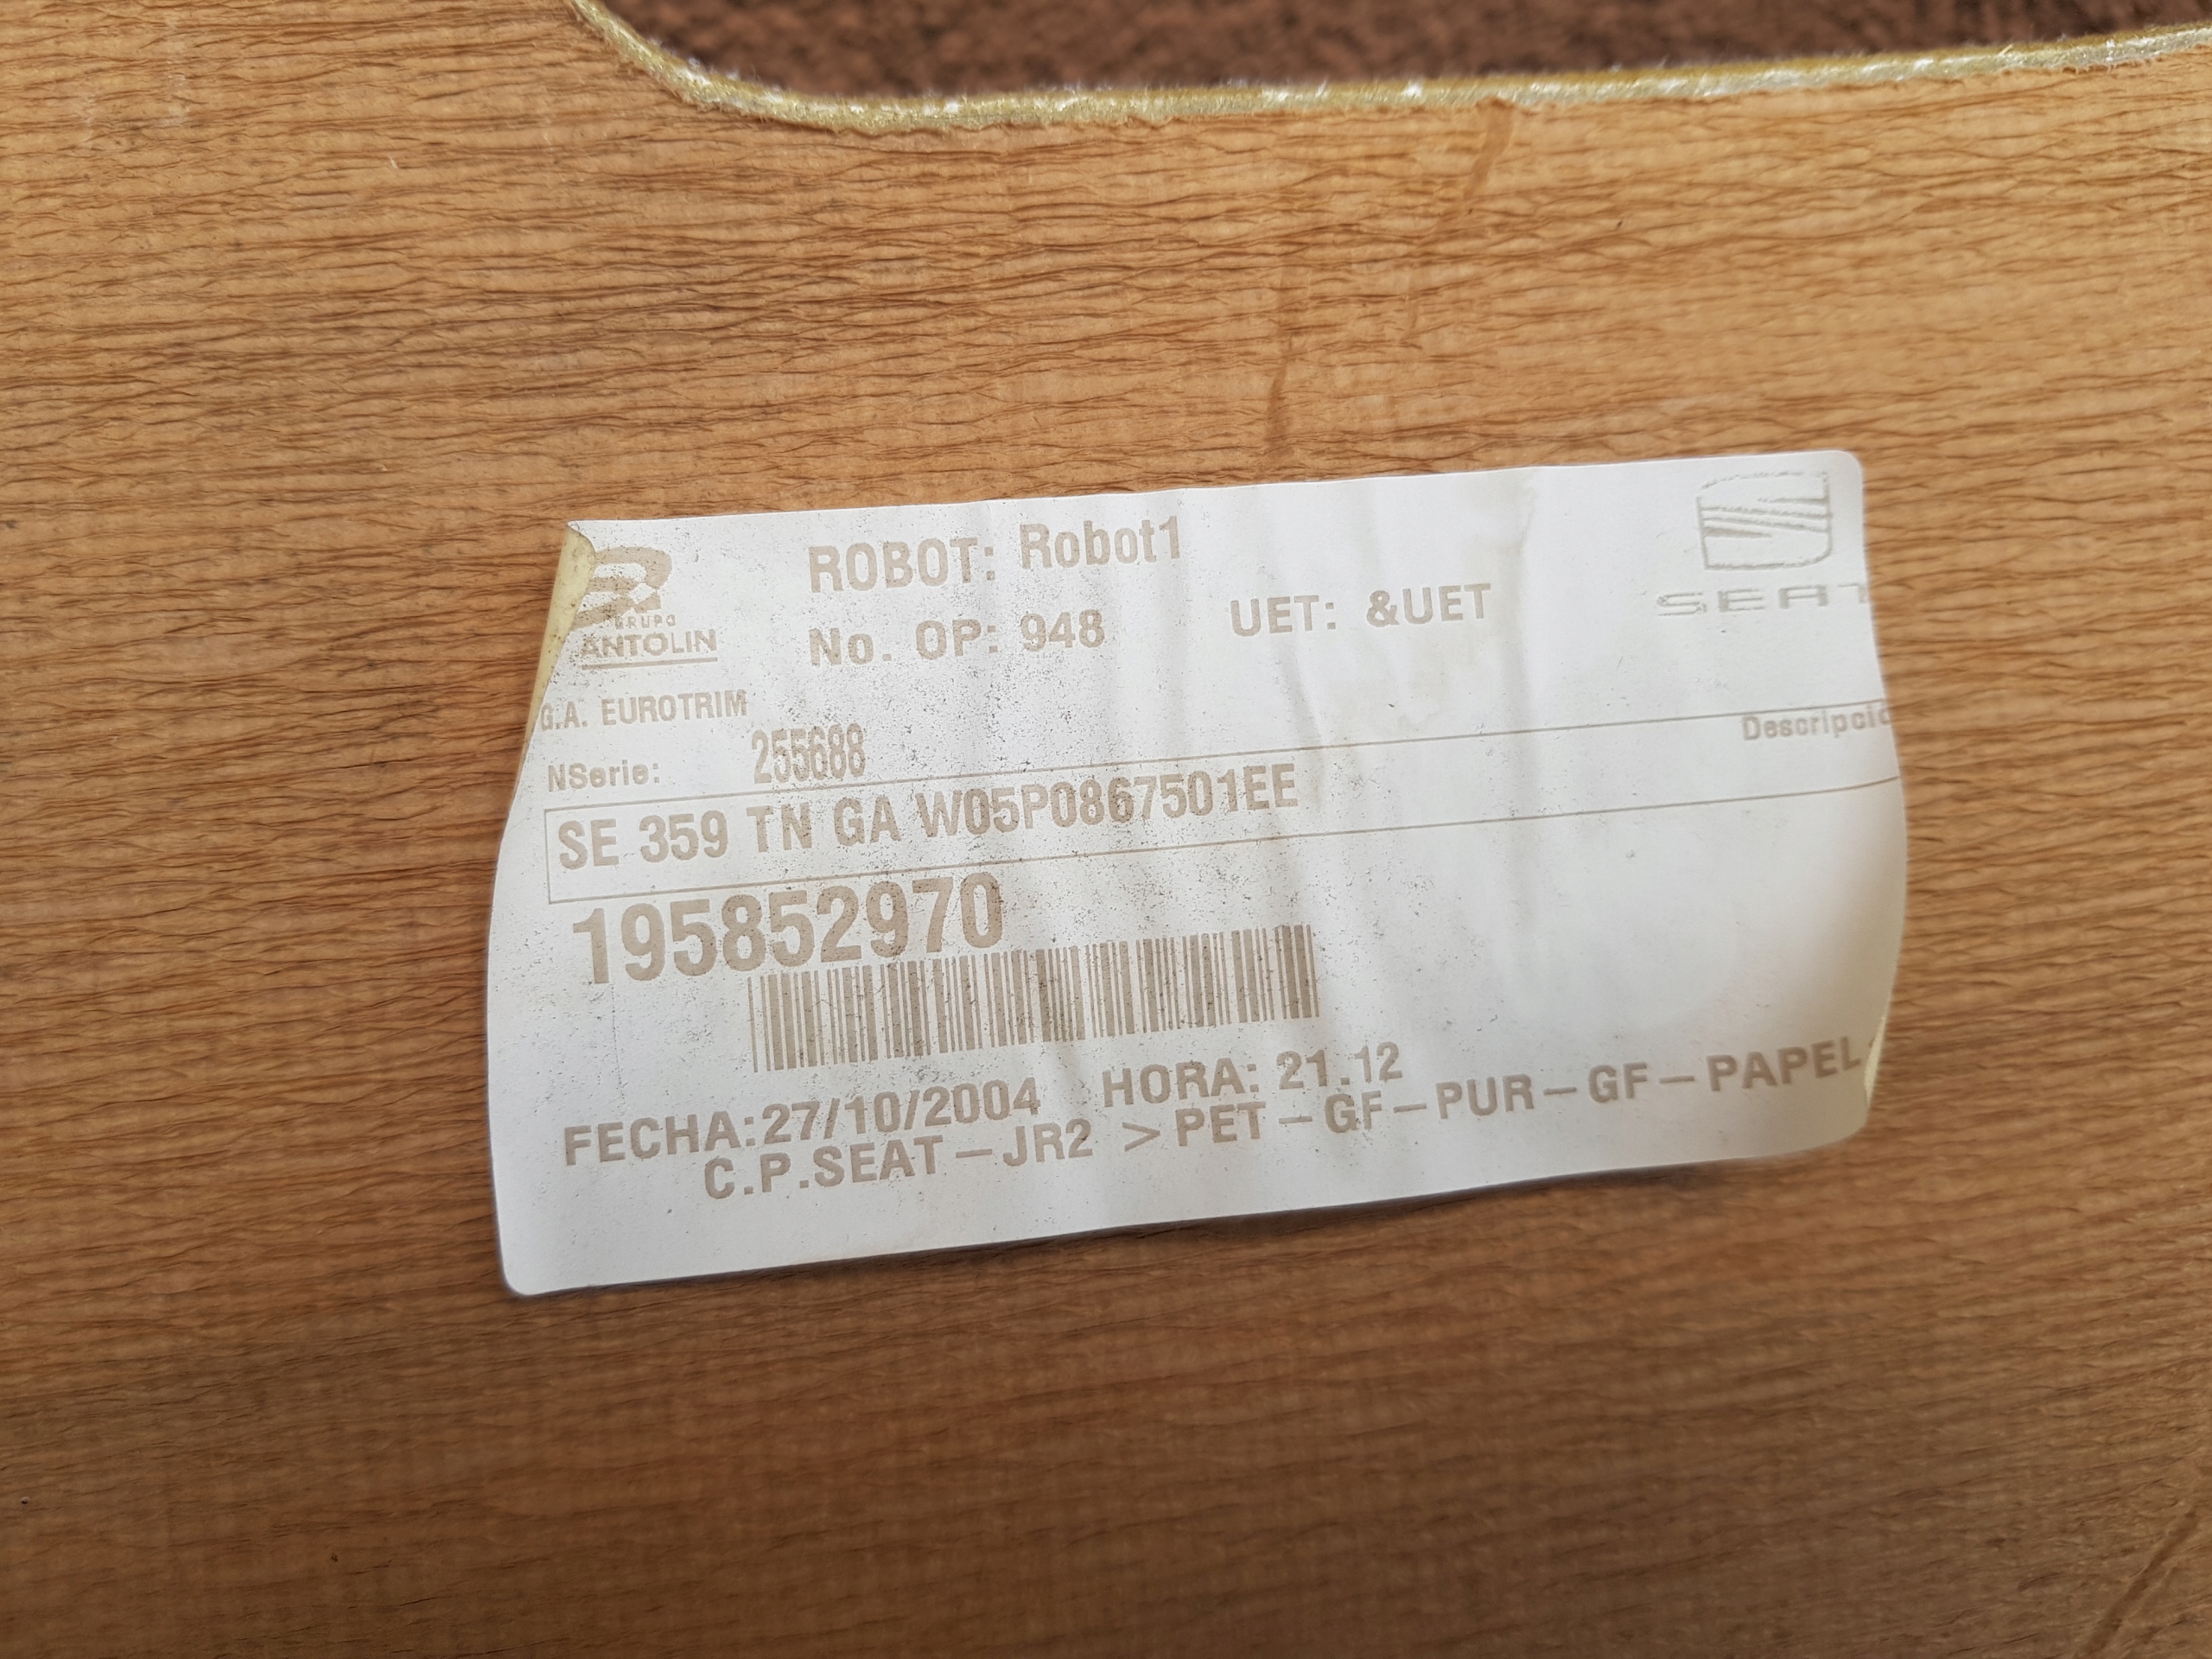 ROBOT: Robot1
SEAT
GRUPO
ANTOLIN
No. OP: 948 UET: &UET
G.A. EUROTRIM
NSerie: 255688
Descripció
SE 359 TN GA W05P0867501EE
195852970
FECHA:27/10/2004 HORA: 21.12
C.P.SEAT-JR2 >PET-GF-PUR-GF-PAPEL